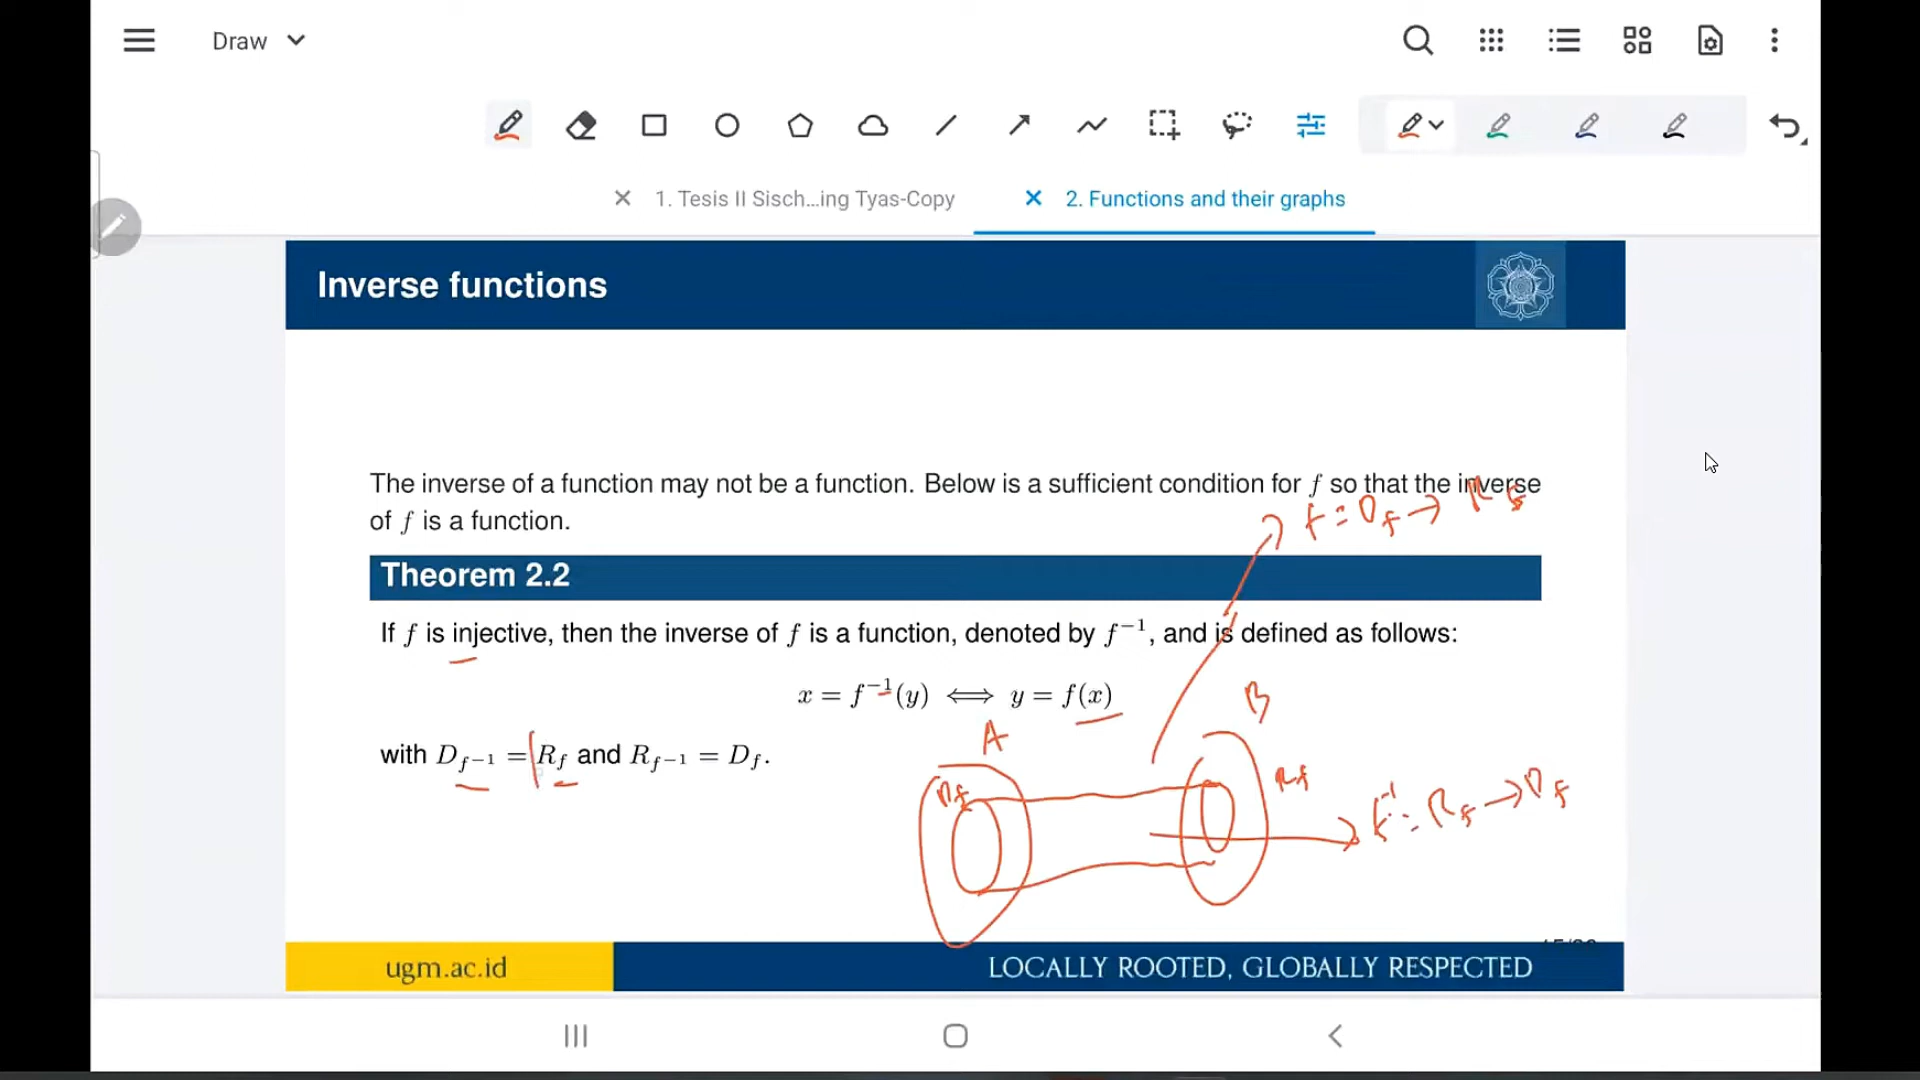 Draw
1. Tesis II Sisch...ing Tyas-Copy
2. Functions and their graphs
Inverse functions
The inverse of a function may not be a function. Below is a sufficient condition for f so that the inverse
of f is a function.
f : D_f → R_f
Theorem 2.2
If f is injective, then the inverse of f is a function, denoted by f⁻¹, and is defined as follows:
x = f⁻¹(y) ⟺ y = f(x)
with D_{f⁻¹} = R_f and R_{f⁻¹} = D_f.
A
B
D_f
R_f
f⁻¹ : R_f → D_f
ugm.ac.id
LOCALLY ROOTED, GLOBALLY RESPECTED